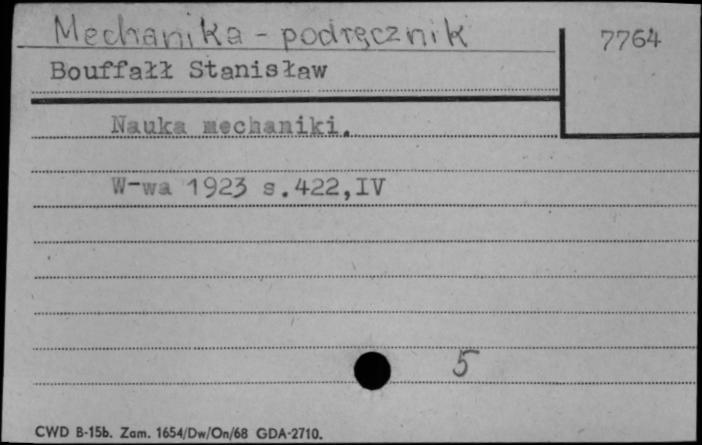 Mechanika - podręcznik
7764
Bouffałł Stanisław
Nauka mechaniki.
W-wa 1923 s.422,IV
5
CWD B-15b. Zam. 1654/Dw/On/68 GDA-2710.